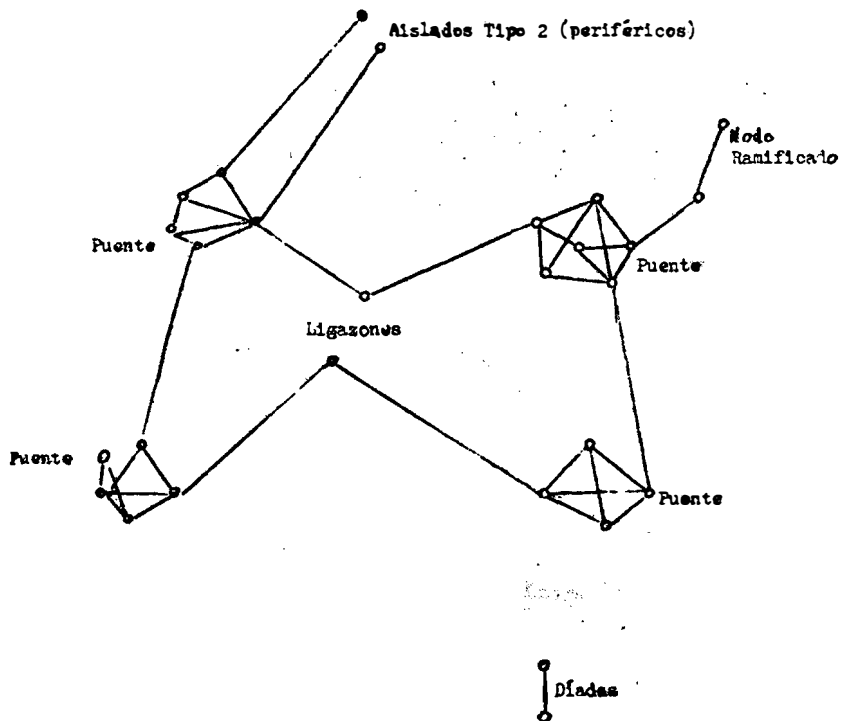 Aislados Tipo 2 (periféricos)
Nodo
Ramificado
Puente
Puente
Ligazones
Puente
Puente
Díadas